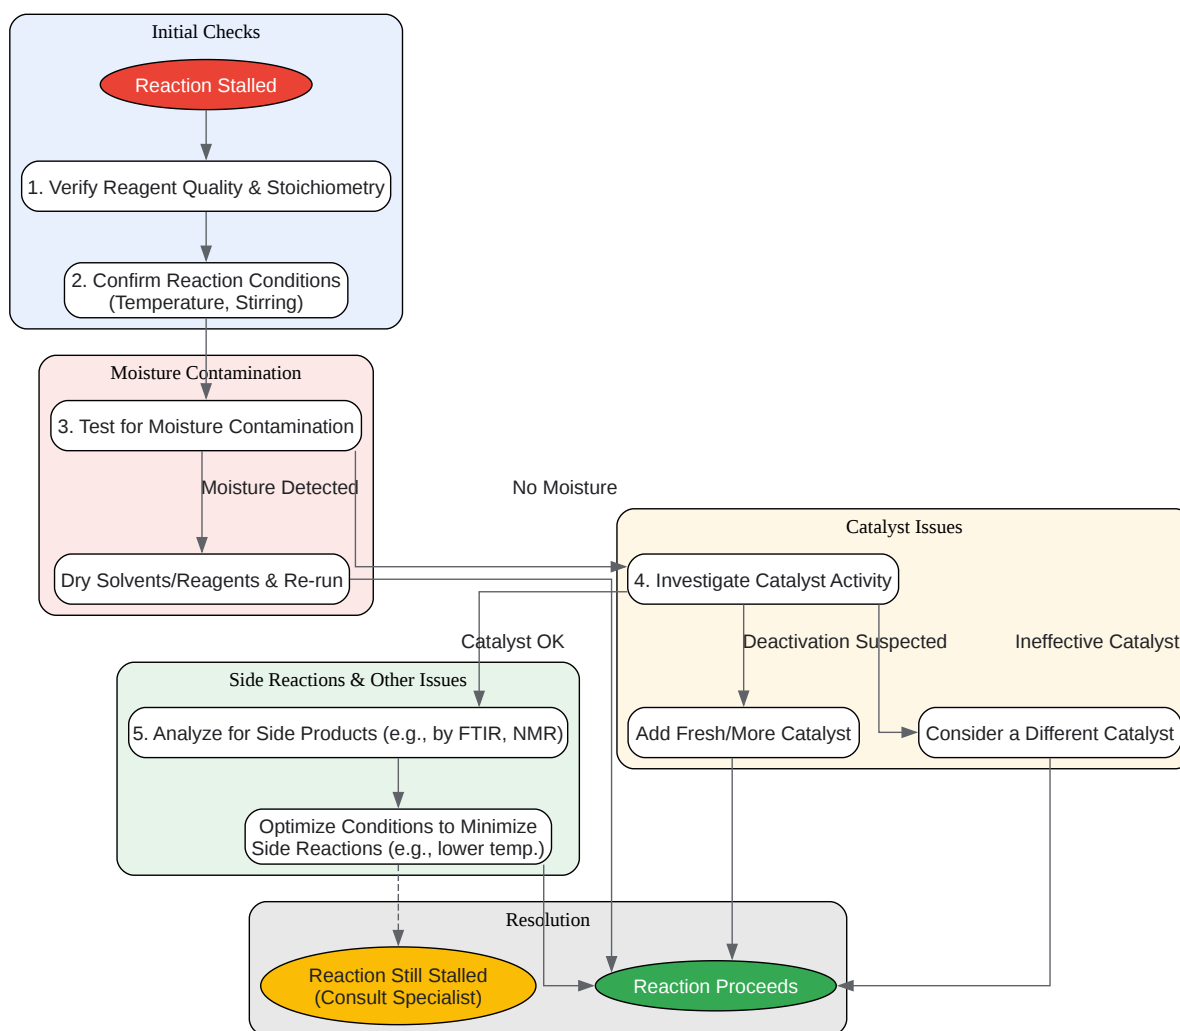 Initial Checks
Reaction Stalled
1. Verify Reagent Quality & Stoichiometry
2. Confirm Reaction Conditions
(Temperature, Stirring)
Moisture Contamination
3. Test for Moisture Contamination
Moisture Detected
No Moisture
Dry Solvents/Reagents & Re-run
Catalyst Issues
4. Investigate Catalyst Activity
Catalyst OK
Deactivation Suspected
Ineffective Catalyst
Side Reactions & Other Issues
5. Analyze for Side Products (e.g., by FTIR, NMR)
Add Fresh/More Catalyst
Consider a Different Catalyst
Optimize Conditions to Minimize
Side Reactions (e.g., lower temp.)
Resolution
Reaction Still Stalled
(Consult Specialist)
Reaction Proceeds